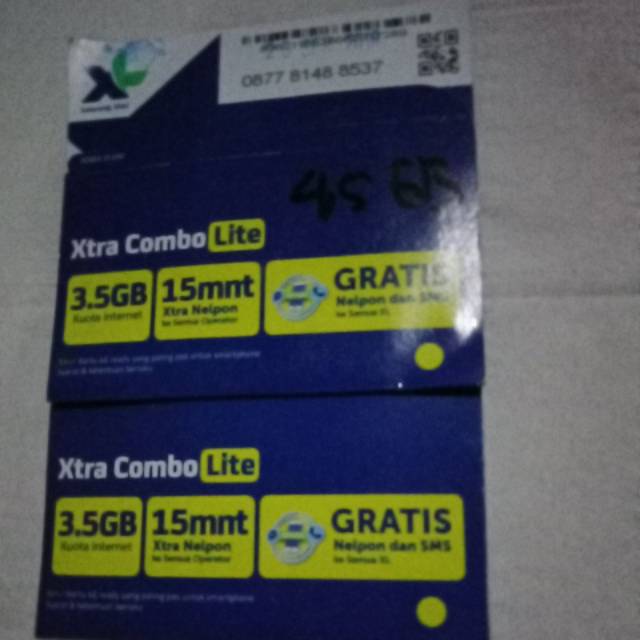 XL
0877 8148 8537
Xtra Combo Lite
3.5GB
Kuota Internet
15mnt
Xtra Nelpon
ke Semua Operator
GRATIS
Nelpon dan SMS
ke Semua XL
Xtra Combo Lite
3.5GB
Kuota Internet
15mnt
Xtra Nelpon
ke Semua Operator
GRATIS
Nelpon dan SMS
ke Semua XL